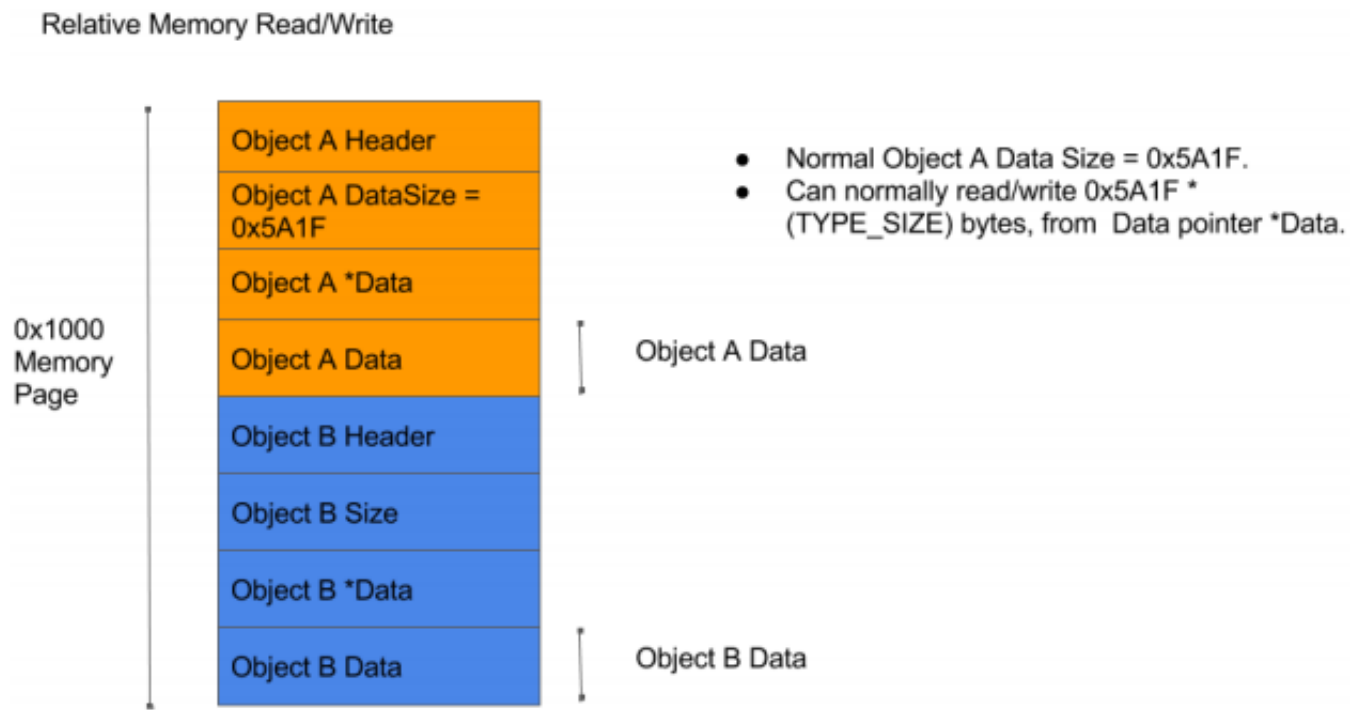 Relative Memory Read/Write
Object A Header
Object A DataSize =
0x5A1F
Object A *Data
Object A Data
Object B Header
Object B Size
Object B *Data
Object B Data
0x1000
Memory
Page
Object A Data
Object B Data
● Normal Object A Data Size = 0x5A1F.
● Can normally read/write 0x5A1F *
(TYPE_SIZE) bytes, from Data pointer *Data.